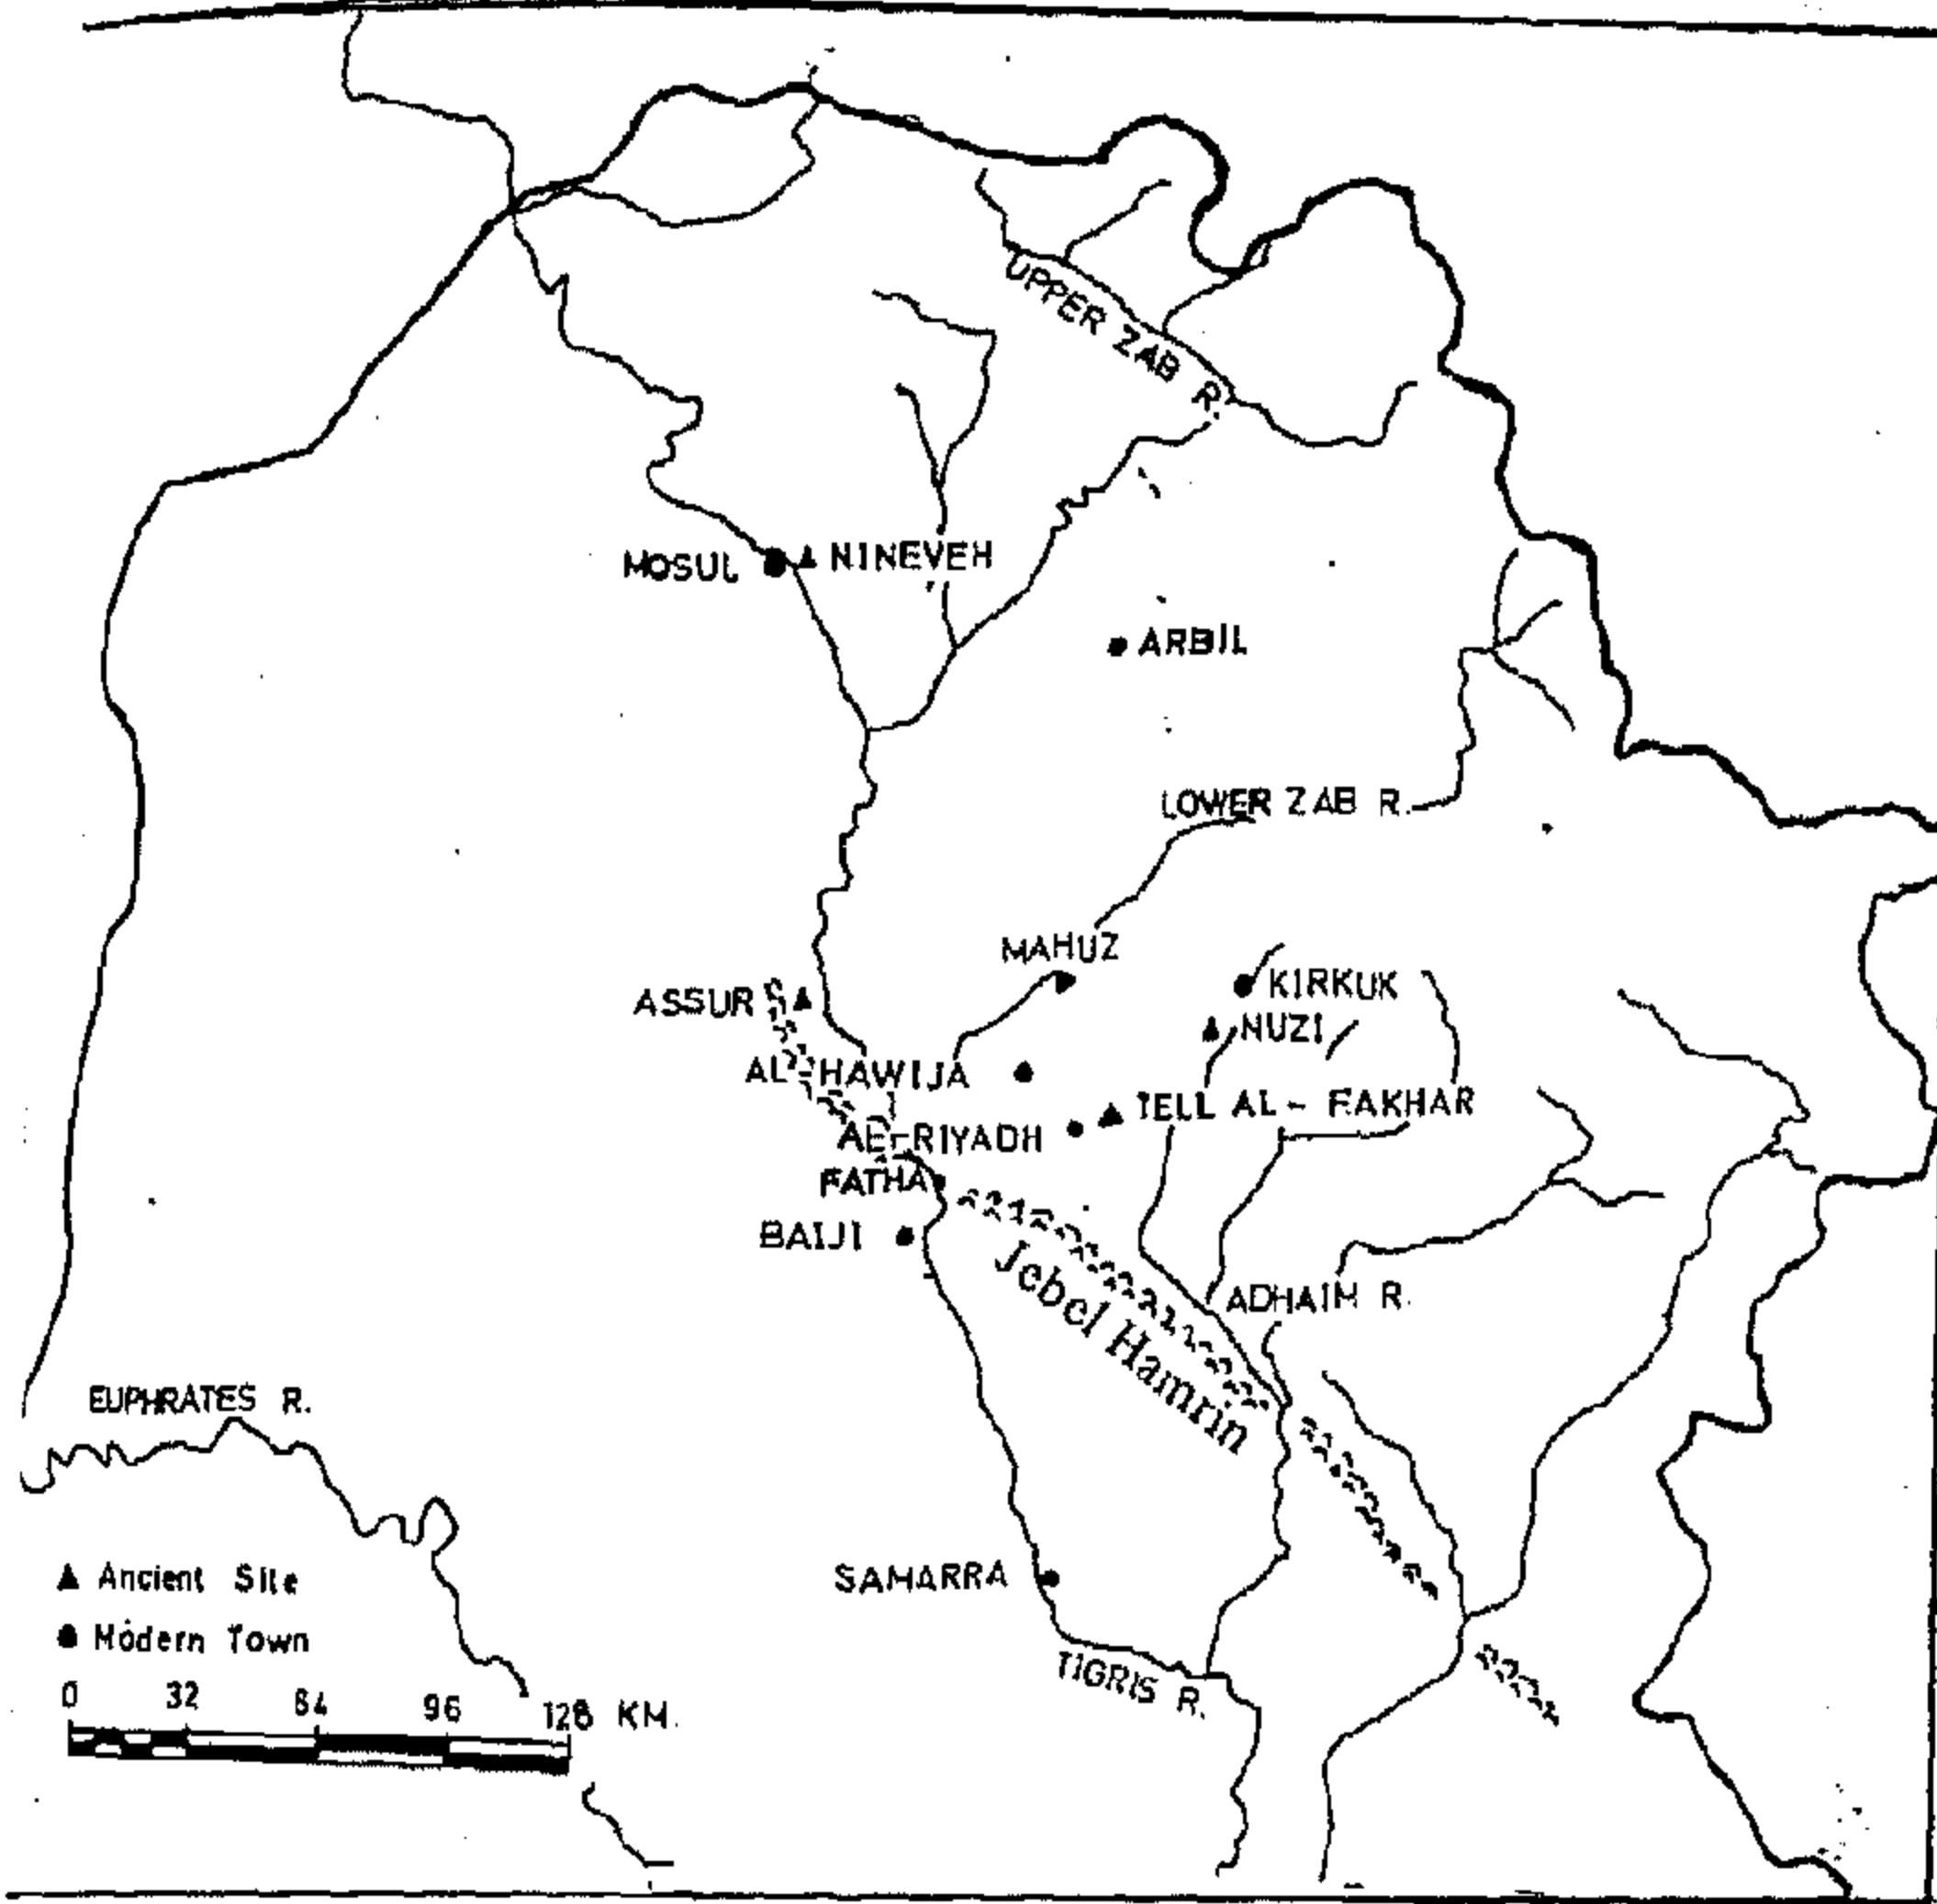 UPPER ZAB R.
MOSUL
NINEVEH
ARBIL
LOWER ZAB R.
MAHUZ
ASSUR
KIRKUK
NUZI
AL-HAWIJA
TELL AL-FAKHAR
AL-RIYADH
FATHA
BAIJI
Jebel Hamrin
ADHAIM R.
EUPHRATES R.
SAMARRA
TIGRIS R.
▲ Ancient Site
● Modern Town
0 32 64 96 128 KM.